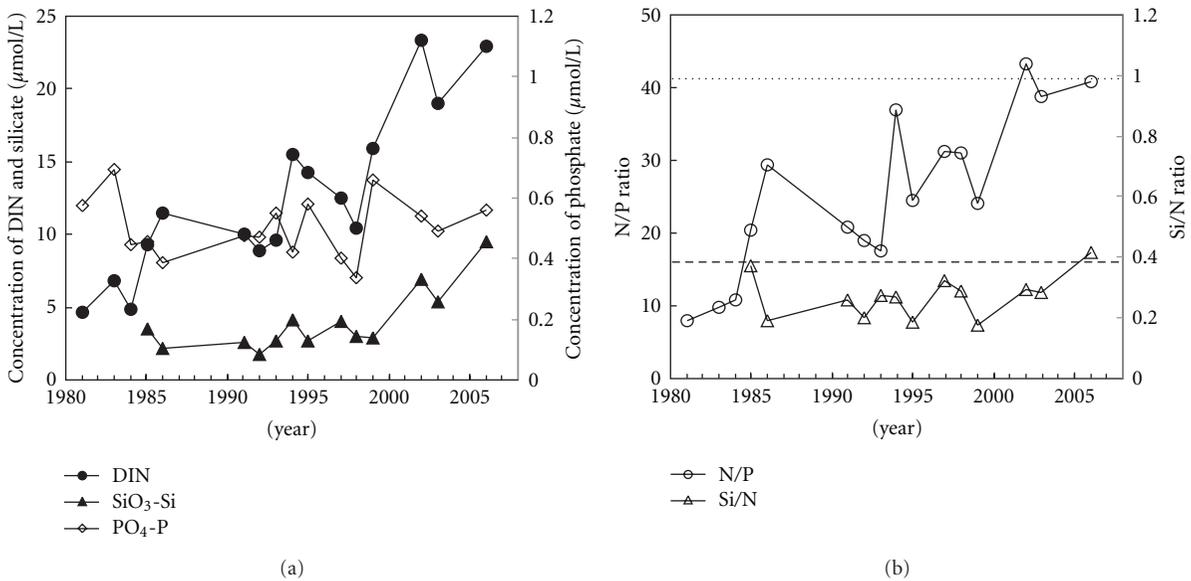 25
20
15
10
5
0
Concentration of DIN and silicate (μmol/L)
1.2
1
0.8
0.6
0.4
0.2
0
Concentration of phosphate (μmol/L)
1980 1985 1990 1995 2000 2005
(year)
DIN
SiO₃-Si
PO₄-P
(a)
50
40
30
20
10
0
N/P ratio
1.2
1
0.8
0.6
0.4
0.2
0
Si/N ratio
1980 1985 1990 1995 2000 2005
(year)
N/P
Si/N
(b)